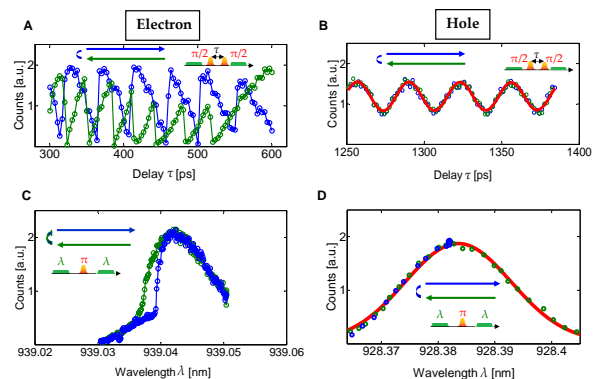 Electron
Hole
A
B
π/2 τ π/2
π/2 τ π/2
Counts [a.u.]
2
1
300 400 500 600
Delay τ [ps]
Counts [a.u.]
2
1
1250 1300 1350 1400
Delay τ [ps]
C
D
λ π λ
Counts [a.u.]
2
1
939.02 939.03 939.04 939.05 939.06
Wavelength λ [nm]
λ π λ
Counts [a.u.]
2
1
928.37 928.38 928.39 928.4
Wavelength λ [nm]